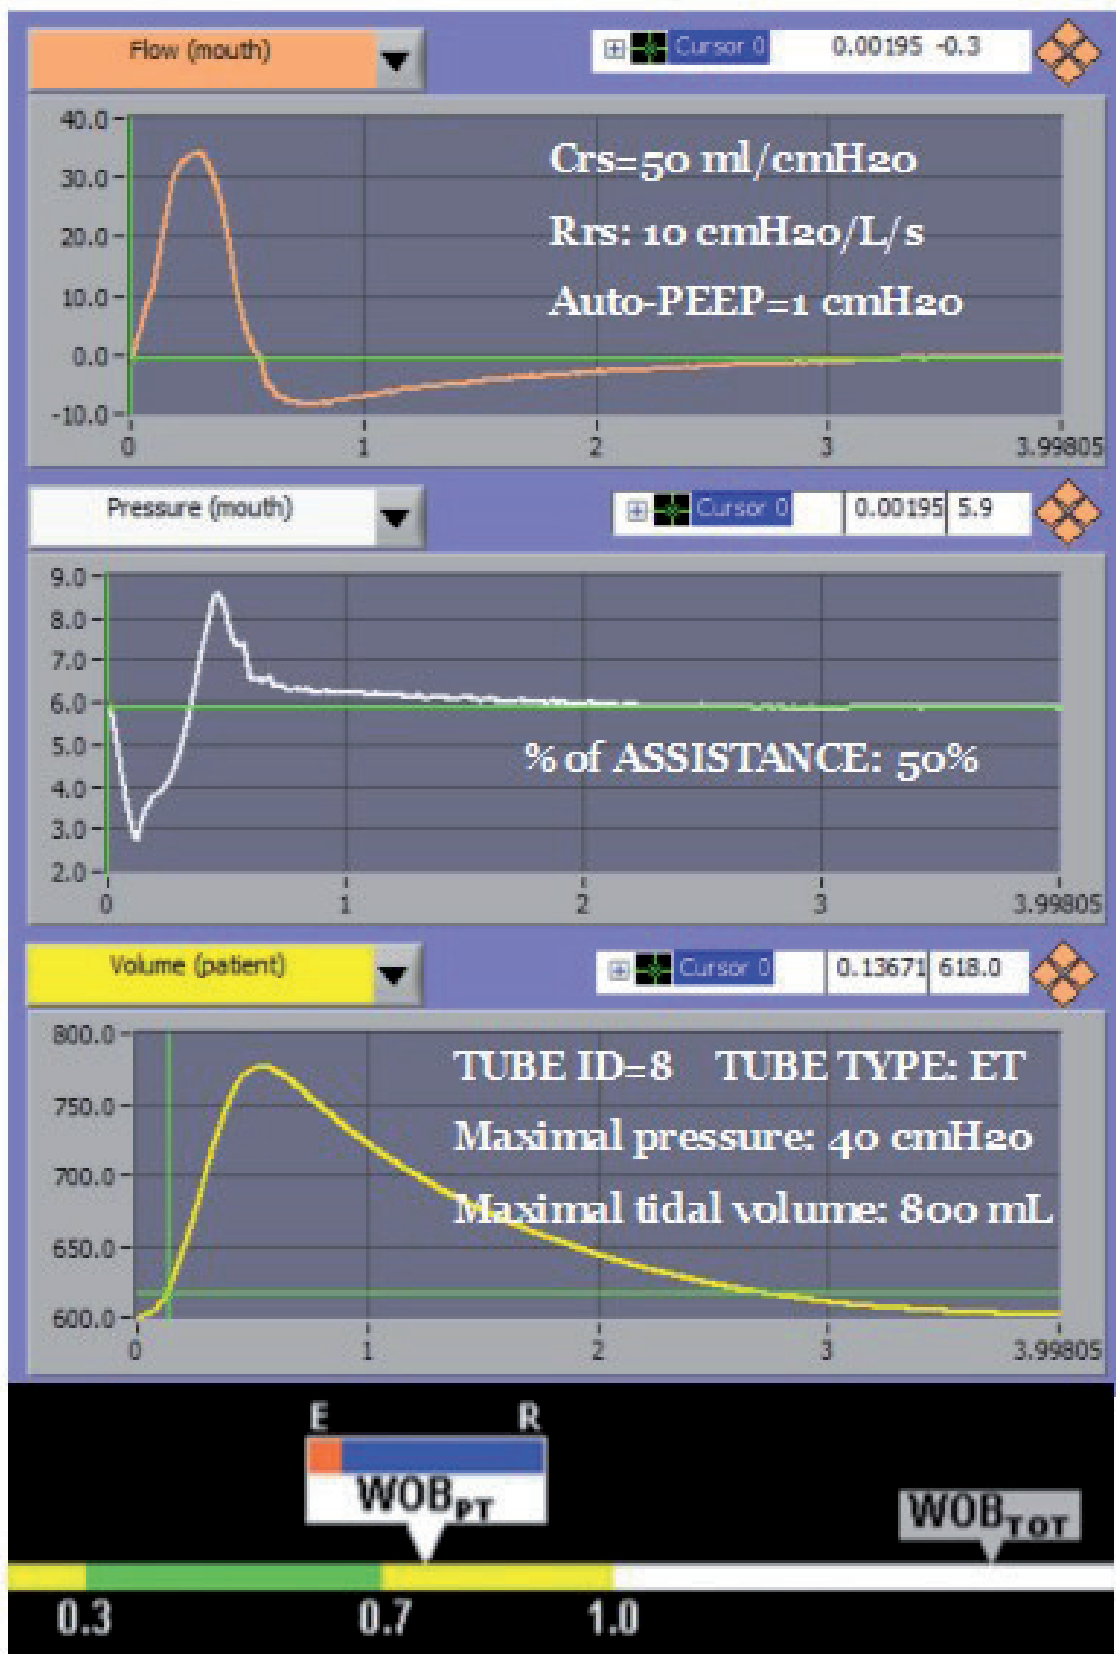 Flow (mouth)
Cursor 0 0.00195 -0.3
40.0
30.0
20.0
10.0
0.0
-10.0
Crs=50 ml/cmH20
Rrs: 10 cmH20/L/s
Auto-PEEP=1 cmH20
0 1 2 3 3.99805
Pressure (mouth)
Cursor 0 0.00195 5.9
9.0
8.0
7.0
6.0
5.0
4.0
3.0
2.0
% of ASSISTANCE: 50%
0 1 2 3 3.99805
Volume (patient)
Cursor 0 0.13671 618.0
800.0
750.0
700.0
650.0
600.0
TUBE ID=8 TUBE TYPE: ET
Maximal pressure: 40 cmH20
Maximal tidal volume: 800 mL
0 1 2 3 3.99805
E R
WOBPT
WOBTOT
0.3 0.7 1.0